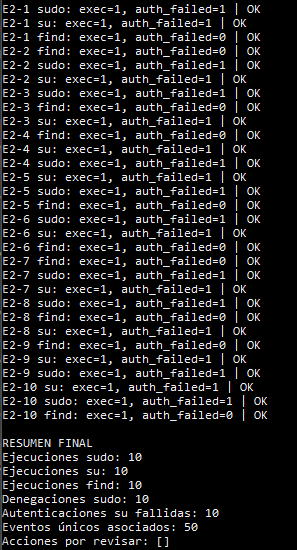 E2-1 sudo: exec=1, auth_failed=1 | OK
E2-1 su: exec=1, auth_failed=1 | OK
E2-1 find: exec=1, auth_failed=0 | OK
E2-2 find: exec=1, auth_failed=0 | OK
E2-2 sudo: exec=1, auth_failed=1 | OK
E2-2 su: exec=1, auth_failed=1 | OK
E2-3 sudo: exec=1, auth_failed=1 | OK
E2-3 su: exec=1, auth_failed=1 | OK
E2-3 find: exec=1, auth_failed=0 | OK
E2-4 find: exec=1, auth_failed=0 | OK
E2-4 su: exec=1, auth_failed=1 | OK
E2-4 sudo: exec=1, auth_failed=1 | OK
E2-5 su: exec=1, auth_failed=1 | OK
E2-5 sudo: exec=1, auth_failed=1 | OK
E2-5 find: exec=1, auth_failed=0 | OK
E2-6 sudo: exec=1, auth_failed=1 | OK
E2-6 su: exec=1, auth_failed=1 | OK
E2-6 find: exec=1, auth_failed=0 | OK
E2-7 find: exec=1, auth_failed=0 | OK
E2-7 sudo: exec=1, auth_failed=1 | OK
E2-7 su: exec=1, auth_failed=1 | OK
E2-8 sudo: exec=1, auth_failed=1 | OK
E2-8 find: exec=1, auth_failed=0 | OK
E2-8 su: exec=1, auth_failed=1 | OK
E2-9 find: exec=1, auth_failed=0 | OK
E2-9 su: exec=1, auth_failed=1 | OK
E2-9 sudo: exec=1, auth_failed=1 | OK
E2-10 su: exec=1, auth_failed=1 | OK
E2-10 sudo: exec=1, auth_failed=1 | OK
E2-10 find: exec=1, auth_failed=0 | OK
RESUMEN FINAL
Ejecuciones sudo: 10
Ejecuciones su: 10
Ejecuciones find: 10
Denegaciones sudo: 10
Autenticaciones su fallidas: 10
Eventos únicos asociados: 50
Acciones por revisar: []